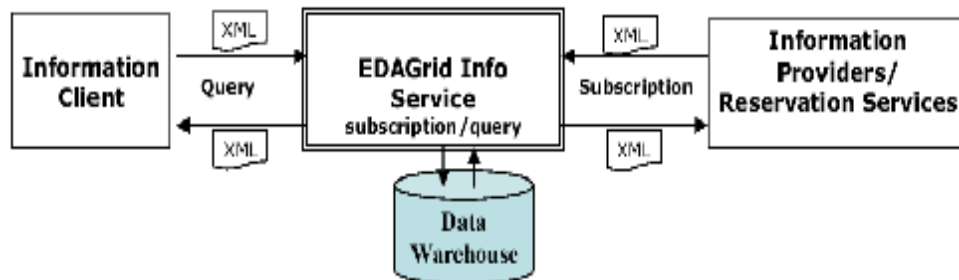 XML
XML
Information
Client
Query
EDAGrid Info
Service
subscription/query
Subscription
Information
Providers/
Reservation Services
XML
XML
Data
Warehouse